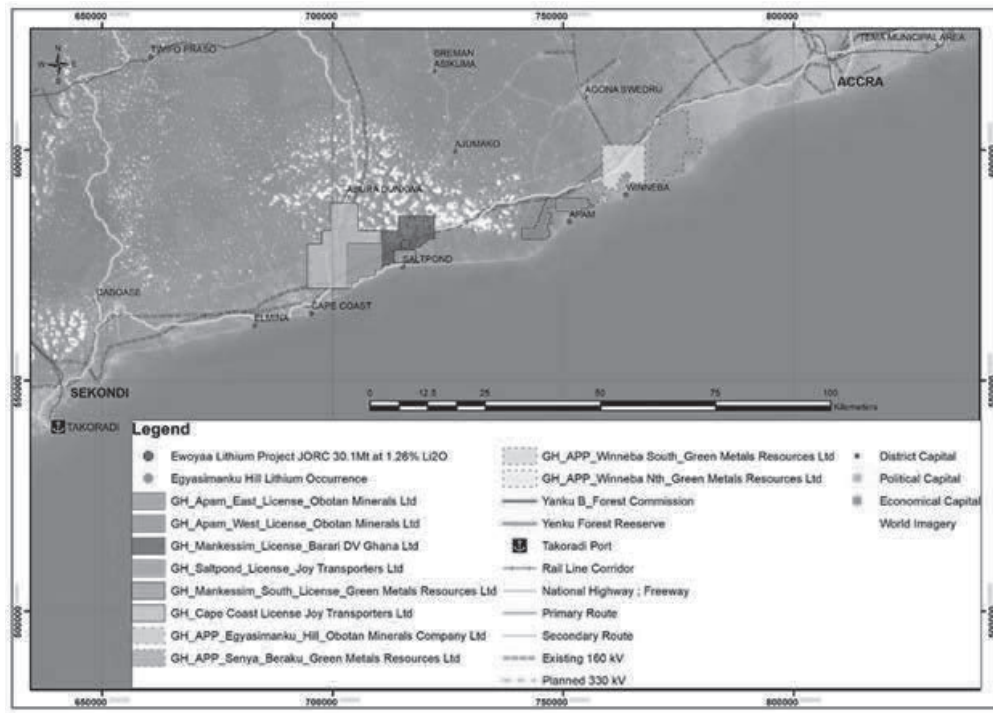 650000 700000 750000 800000
TEMA MUNICIPAL AREA
TWIFO PRASO
N
W
S
BREMAN
ASIKUMA
ACCRA
AGONA SWEDRU
600000
AJUMAKO
600000
WINNEBA
ABURA DUNKWA
APAM
SALTPOND
DABOASE
CAPE COAST
ELMINA
550000
SEKONDI
0 12.5 25 50 75 100
Kilometers
550000
TAKORADI
Legend
Ewoyaa Lithium Project JORC 30.1Mt at 1.26% Li2O
Egyasimanku Hill Lithium Occurrence
GH_Apam_East_License_Obotan Minerals Ltd
GH_Apam_West_License_Obotan Minerals Ltd
GH_Mankessim_License_Barari DV Ghana Ltd
GH_Saltpond_License_Joy Transporters Ltd
GH_Mankessim_South_License_Green Metals Resources Ltd
GH_Cape Coast License Joy Transporters Ltd
GH_APP_Egyasimanku_Hill_Obotan Minerals Company Ltd
GH_APP_Senya_Beraku_Green Metals Resources Ltd
GH_APP_Winneba South_Green Metals Resources Ltd
GH_APP_Winneba Nth_Green Metals Resources Ltd
Yanku B_Forest Commission
Yenku Forest Reeserve
Takoradi Port
Rail Line Corridor
National Highway ; Freeway
Primary Route
Secondary Route
Existing 160 kV
Planned 330 kV
District Capital
Political Capital
Economical Capital
World Imagery
500000
500000
650000 700000 750000 800000